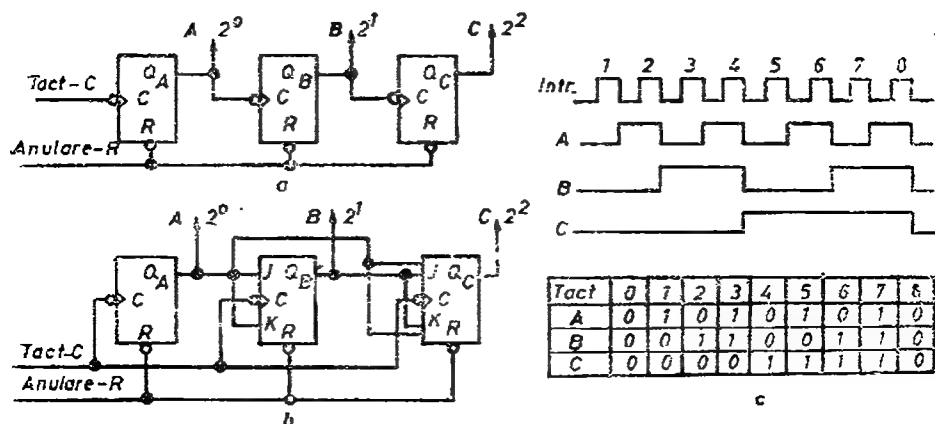 A 2⁰ B 2¹ C 2²
Q_A Q_B Q_C
Tact-C C C C
R R R
Anulare-R
a
A 2⁰ B 2¹ C 2²
Q_A J Q_B J Q_C
C C C
R K R K R
Tact-C
Anulare-R
b
1 2 3 4 5 6 7 8
Intr.
A
B
C
Tact 0 1 2 3 4 5 6 7 8
A 0 1 0 1 0 1 0 1 0
B 0 0 1 1 0 0 1 1 0
C 0 0 0 0 1 1 1 1 0
c